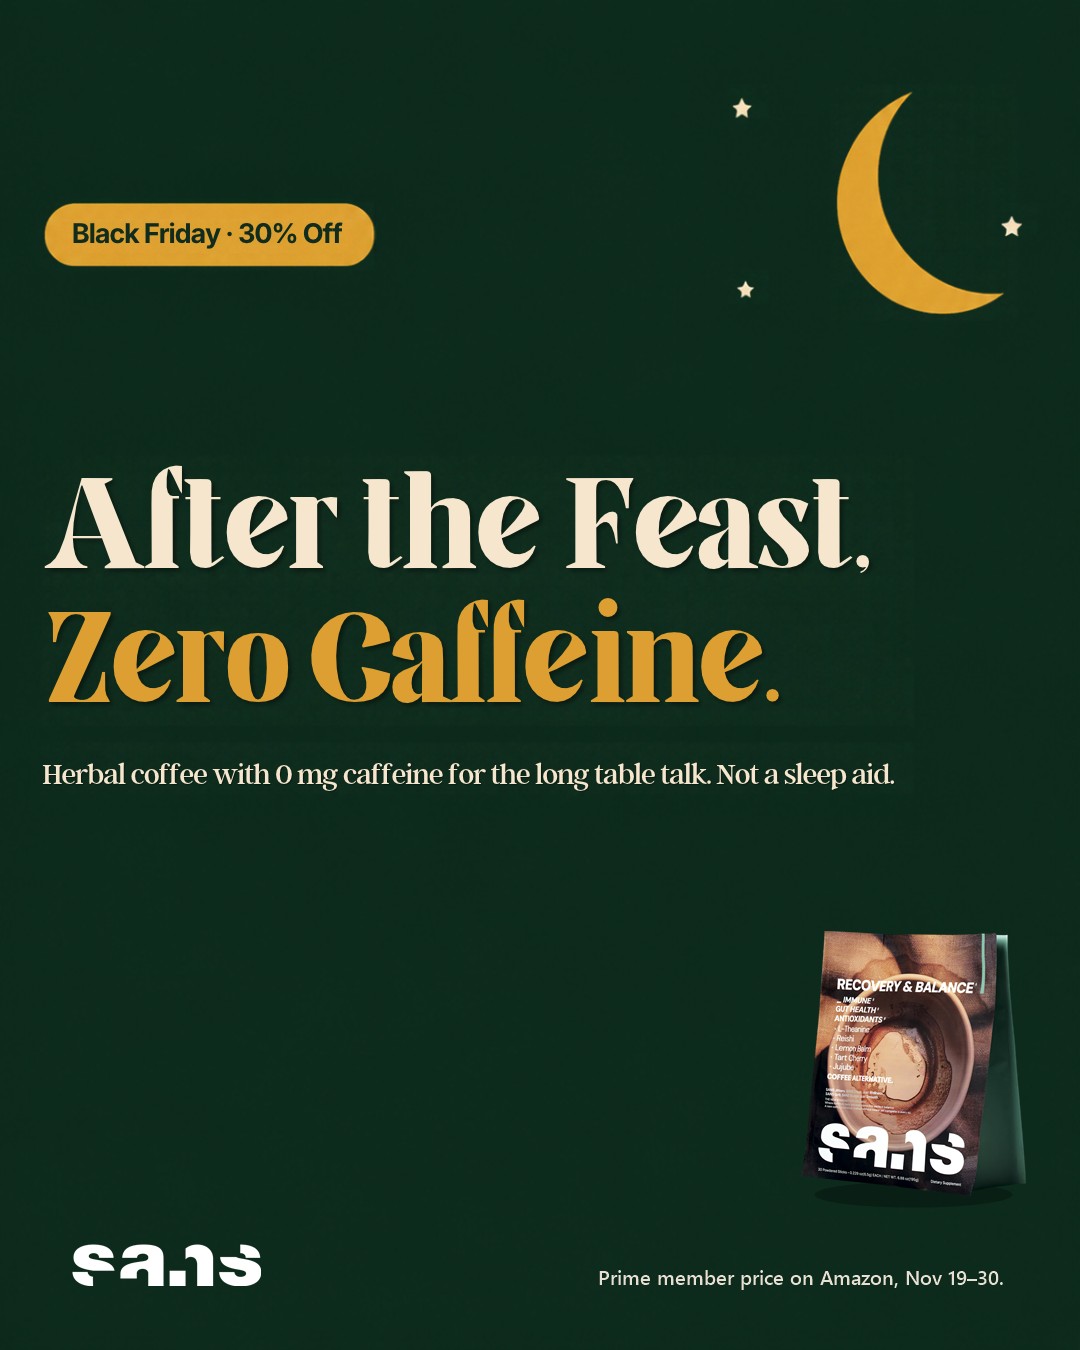 Black Friday · 30% Off
After the Feast,
Zero Caffeine.
Herbal coffee with 0 mg caffeine for the long table talk. Not a sleep aid.
RECOVERY & BALANCE
IMMUNE
GUT HEALTH
ANTIOXIDANTS
· L-Theanine
· Reishi
· Lemon Balm
· Tart Cherry
· Jujube
COFFEE ALTERNATIVE.
sans
Dietary Supplement
sans
Prime member price on Amazon, Nov 19–30.